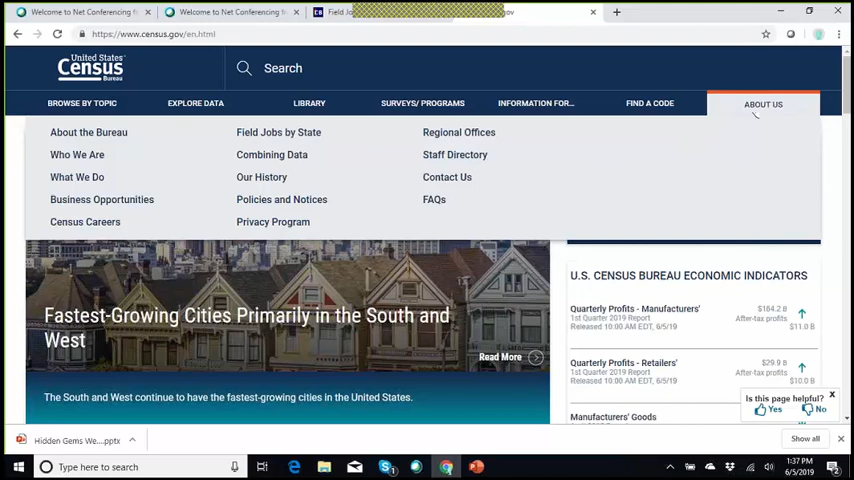 Welcome to Net Conferencing f
Welcome to Net Conferencing f
Field Jo
gov
https://www.census.gov/en.html
United States
Census
Bureau
Search
BROWSE BY TOPIC
EXPLORE DATA
LIBRARY
SURVEYS/ PROGRAMS
INFORMATION FOR...
FIND A CODE
ABOUT US
About the Bureau
Field Jobs by State
Regional Offices
Who We Are
Combining Data
Staff Directory
What We Do
Our History
Contact Us
Business Opportunities
Policies and Notices
FAQs
Census Careers
Privacy Program
Fastest-Growing Cities Primarily in the South and
West
Read More
The South and West continue to have the fastest-growing cities in the United States.
U.S. CENSUS BUREAU ECONOMIC INDICATORS
Quarterly Profits - Manufacturers'
1st Quarter 2019 Report
Released 10:00 AM EDT, 6/5/19
$164.2 B
After-tax profits
$11.0 B
Quarterly Profits - Retailers'
1st Quarter 2019 Report
Released 10:00 AM EDT, 6/5/19
$29.9 B
After-tax profits
$10.0 B
Manufacturers' Goods
Is this page helpful?
X
Yes
No
Hidden Gems We....pptx
Show all
Type here to search
1:37 PM
6/5/2019